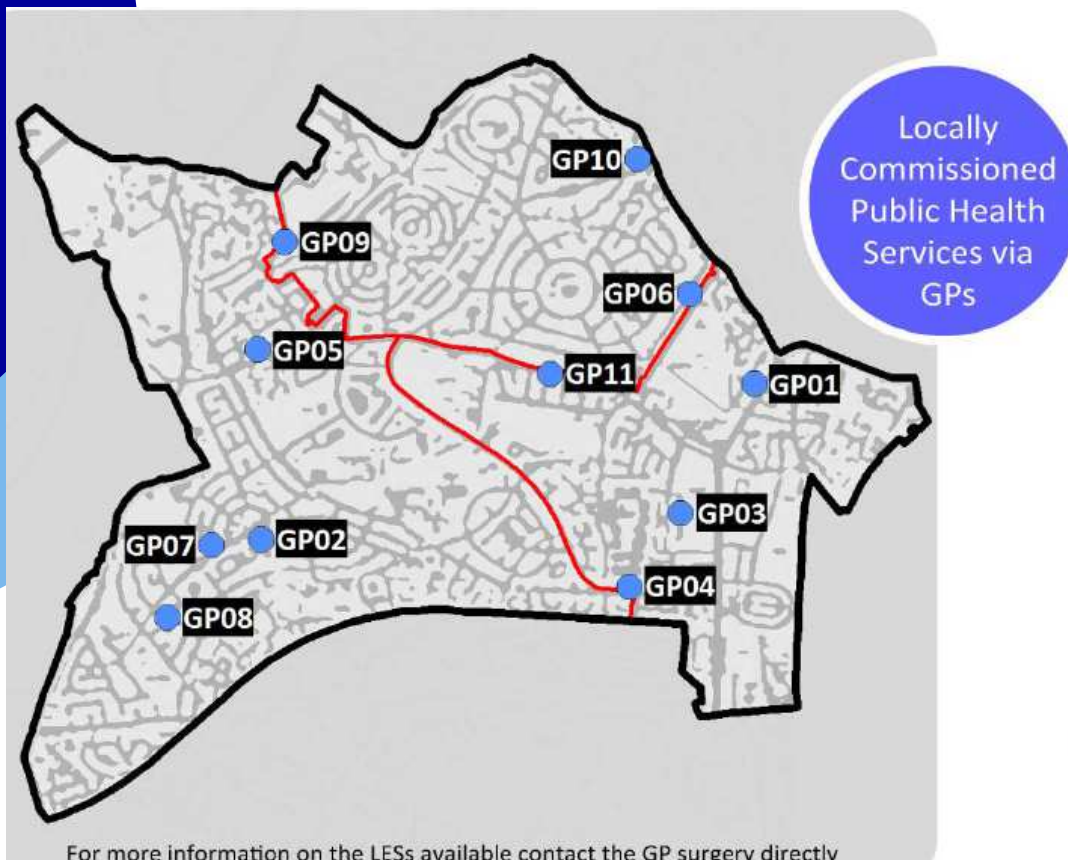 Locally
Commissioned
Public Health
Services via
GPs
GP10
GP09
GP06
GP05
GP11
GP01
GP03
GP07
GP02
GP04
GP08
For more information on the LESs available contact the GP surgery directly